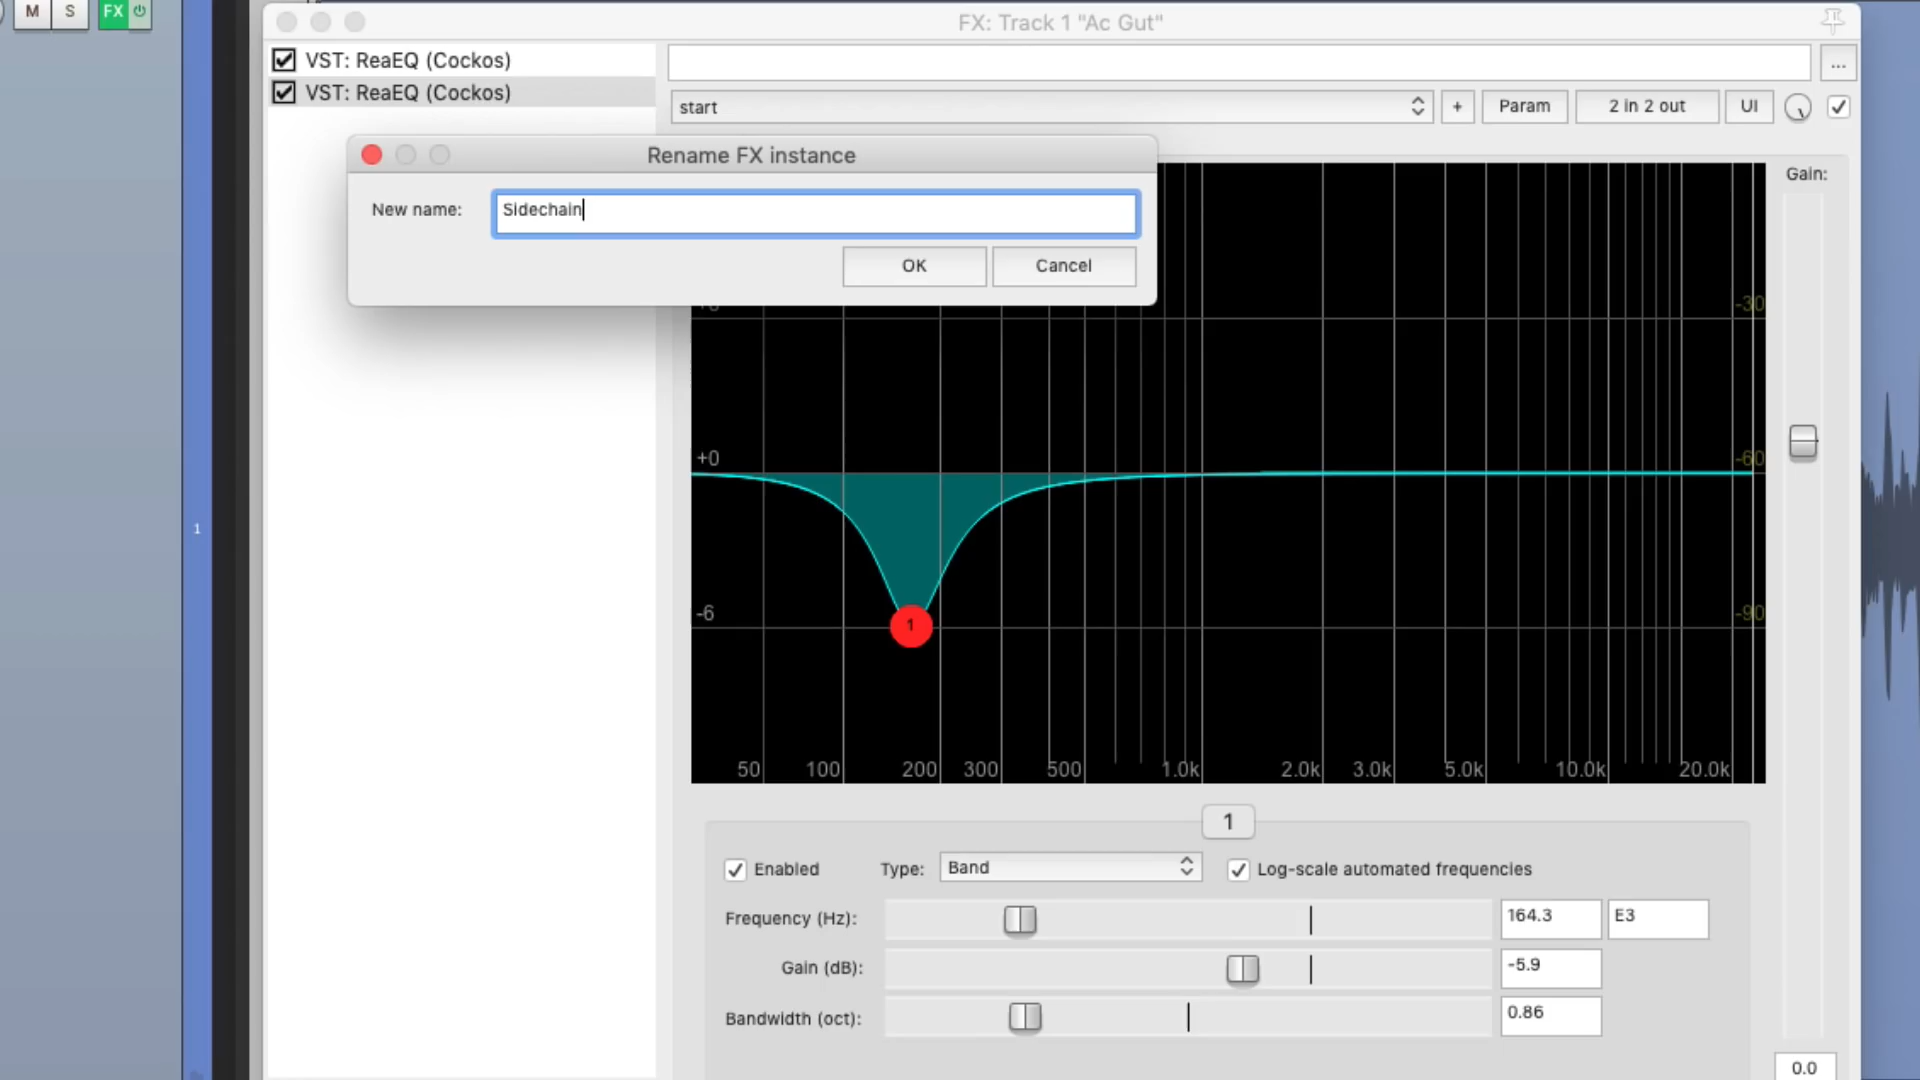 M S FX
FX: Track 1 "Ac Gut"
VST: ReaEQ (Cockos)
VST: ReaEQ (Cockos)
...
start
+
Param
2 in 2 out
UI
Rename FX instance
New name: Sidechain
OK
Cancel
Gain:
-30
+0
-60
-6
-90
1
1
50 100 200 300 500 1.0k 2.0k 3.0k 5.0k 10.0k 20.0k
1
Enabled
Type: Band
Log-scale automated frequencies
Frequency (Hz): 164.3 E3
Gain (dB): -5.9
Bandwidth (oct): 0.86
0.0